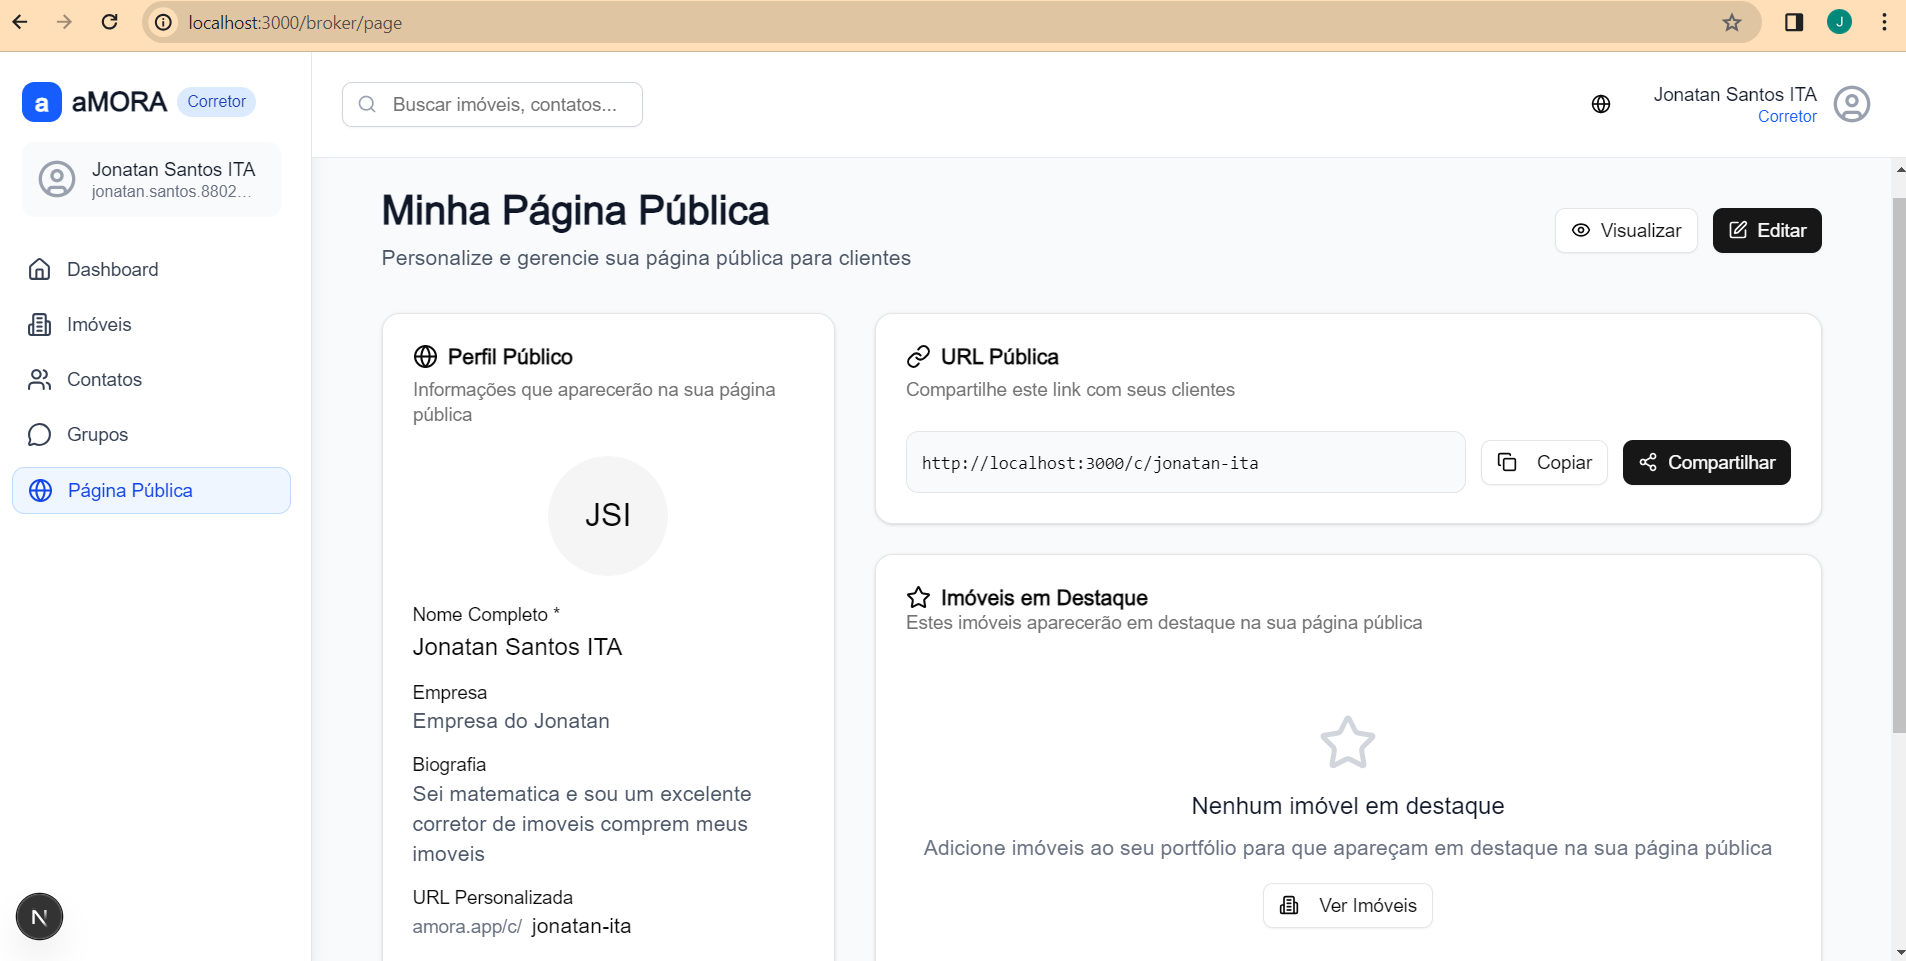 localhost:3000/broker/page
J
a aMORA Corretor
Buscar imóveis, contatos...
Jonatan Santos ITA
Corretor
Jonatan Santos ITA
jonatan.santos.8802...
Dashboard
Imóveis
Contatos
Grupos
Página Pública
N
Minha Página Pública
Personalize e gerencie sua página pública para clientes
Visualizar
Editar
Perfil Público
Informações que aparecerão na sua página
pública
JSI
Nome Completo *
Jonatan Santos ITA
Empresa
Empresa do Jonatan
Biografia
Sei matematica e sou um excelente
corretor de imoveis comprem meus
imoveis
URL Personalizada
amora.app/c/ jonatan-ita
URL Pública
Compartilhe este link com seus clientes
http://localhost:3000/c/jonatan-ita
Copiar
Compartilhar
Imóveis em Destaque
Estes imóveis aparecerão em destaque na sua página pública
Nenhum imóvel em destaque
Adicione imóveis ao seu portfólio para que apareçam em destaque na sua página pública
Ver Imóveis